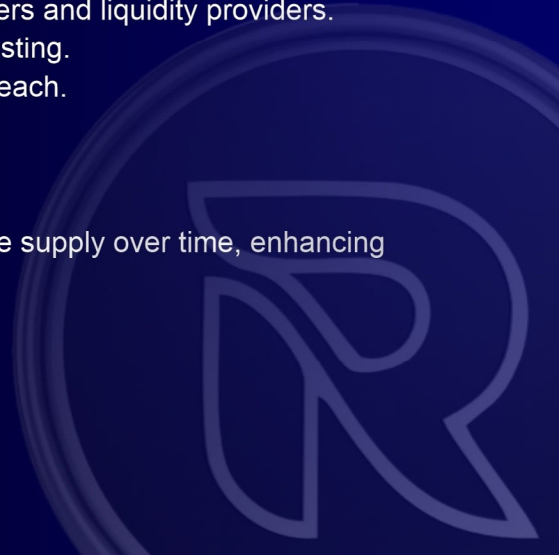 ers and liquidity providers.
sting.
each.
e supply over time, enhancing